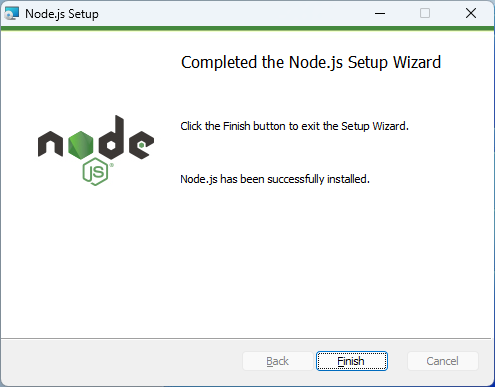 Node.js Setup
Completed the Node.js Setup Wizard
node
JS
®
Click the Finish button to exit the Setup Wizard.
Node.js has been successfully installed.
Back
Finish
Cancel